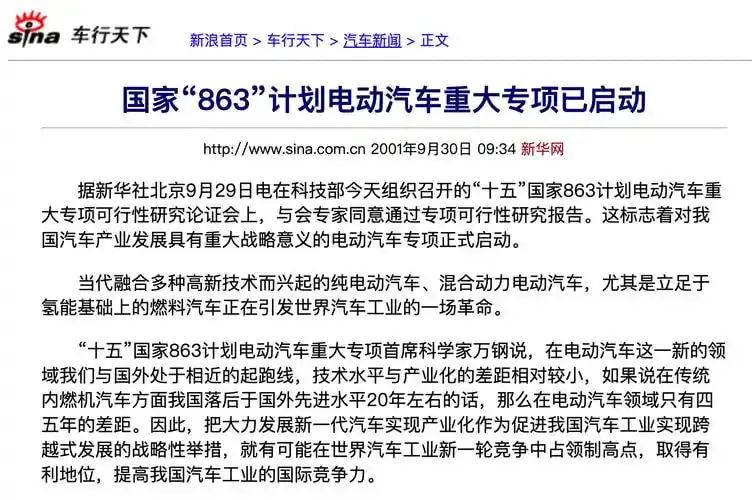 sina 车行天下
新浪首页 > 车行天下 > 汽车新闻 > 正文
国家“863”计划电动汽车重大专项已启动
http://www.sina.com.cn 2001年9月30日 09:34 新华网
据新华社北京9月29日电在科技部今天组织召开的“十五”国家863计划电动汽车重
大专项可行性研究论证会上，与会专家同意通过专项可行性研究报告。这标志着对我
国汽车产业发展具有重大战略意义的电动汽车专项正式启动。
当代融合多种高新技术而兴起的纯电动汽车、混合动力电动汽车，尤其是立足于
氢能基础上的燃料汽车正在引发世界汽车工业的一场革命。
“十五”国家863计划电动汽车重大专项首席科学家万钢说，在电动汽车这一新的领
域我们与国外处于相近的起跑线，技术水平与产业化的差距相对较小，如果说在传统
内燃机汽车方面我国落后于国外先进水平20年左右的话，那么在电动汽车领域只有四
五年的差距。因此，把大力发展新一代汽车实现产业化作为促进我国汽车工业实现跨
越式发展的战略性举措，就有可能在世界汽车工业新一轮竞争中占领制高点，取得有
利地位，提高我国汽车工业的国际竞争力。